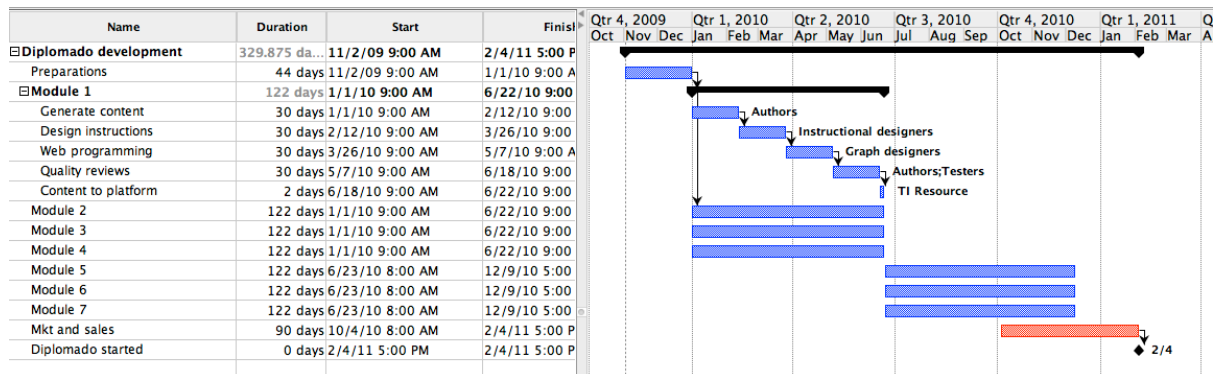 Name Duration Start Finish Qtr 4, 2009 Qtr 1, 2010 Qtr 2, 2010 Qtr 3, 2010 Qtr 4, 2010 Qtr 1, 2011 Q
Oct Nov Dec Jan Feb Mar Apr May Jun Jul Aug Sep Oct Nov Dec Jan Feb Mar A
Diplomado development 329.875 da... 11/2/09 9:00 AM 2/4/11 5:00 P
Preparations 44 days 11/2/09 9:00 AM 1/1/10 9:00 A
Module 1 122 days 1/1/10 9:00 AM 6/22/10 9:00
Generate content 30 days 1/1/10 9:00 AM 2/12/10 9:00 Authors
Design instructions 30 days 2/12/10 9:00 AM 3/26/10 9:00 Instructional designers
Web programming 30 days 3/26/10 9:00 AM 5/7/10 9:00 A Graph designers
Quality reviews 30 days 5/7/10 9:00 AM 6/18/10 9:00 Authors;Testers
Content to platform 2 days 6/18/10 9:00 AM 6/22/10 9:00 TI Resource
Module 2 122 days 1/1/10 9:00 AM 6/22/10 9:00
Module 3 122 days 1/1/10 9:00 AM 6/22/10 9:00
Module 4 122 days 1/1/10 9:00 AM 6/22/10 9:00
Module 5 122 days 6/23/10 8:00 AM 12/9/10 5:00
Module 6 122 days 6/23/10 8:00 AM 12/9/10 5:00
Module 7 122 days 6/23/10 8:00 AM 12/9/10 5:00
Mkt and sales 90 days 10/4/10 8:00 AM 2/4/11 5:00 P
Diplomado started 0 days 2/4/11 5:00 PM 2/4/11 5:00 P 2/4